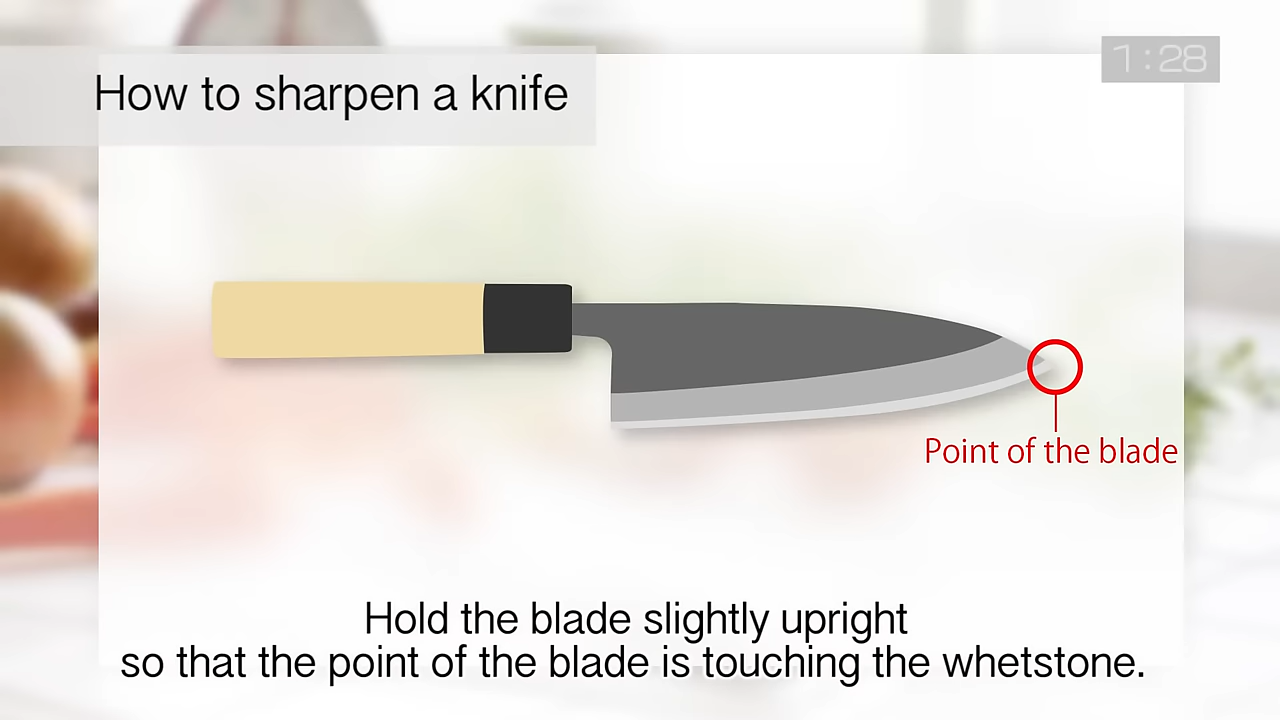 How to sharpen a knife
1:28
Point of the blade
Hold the blade slightly upright
so that the point of the blade is touching the whetstone.